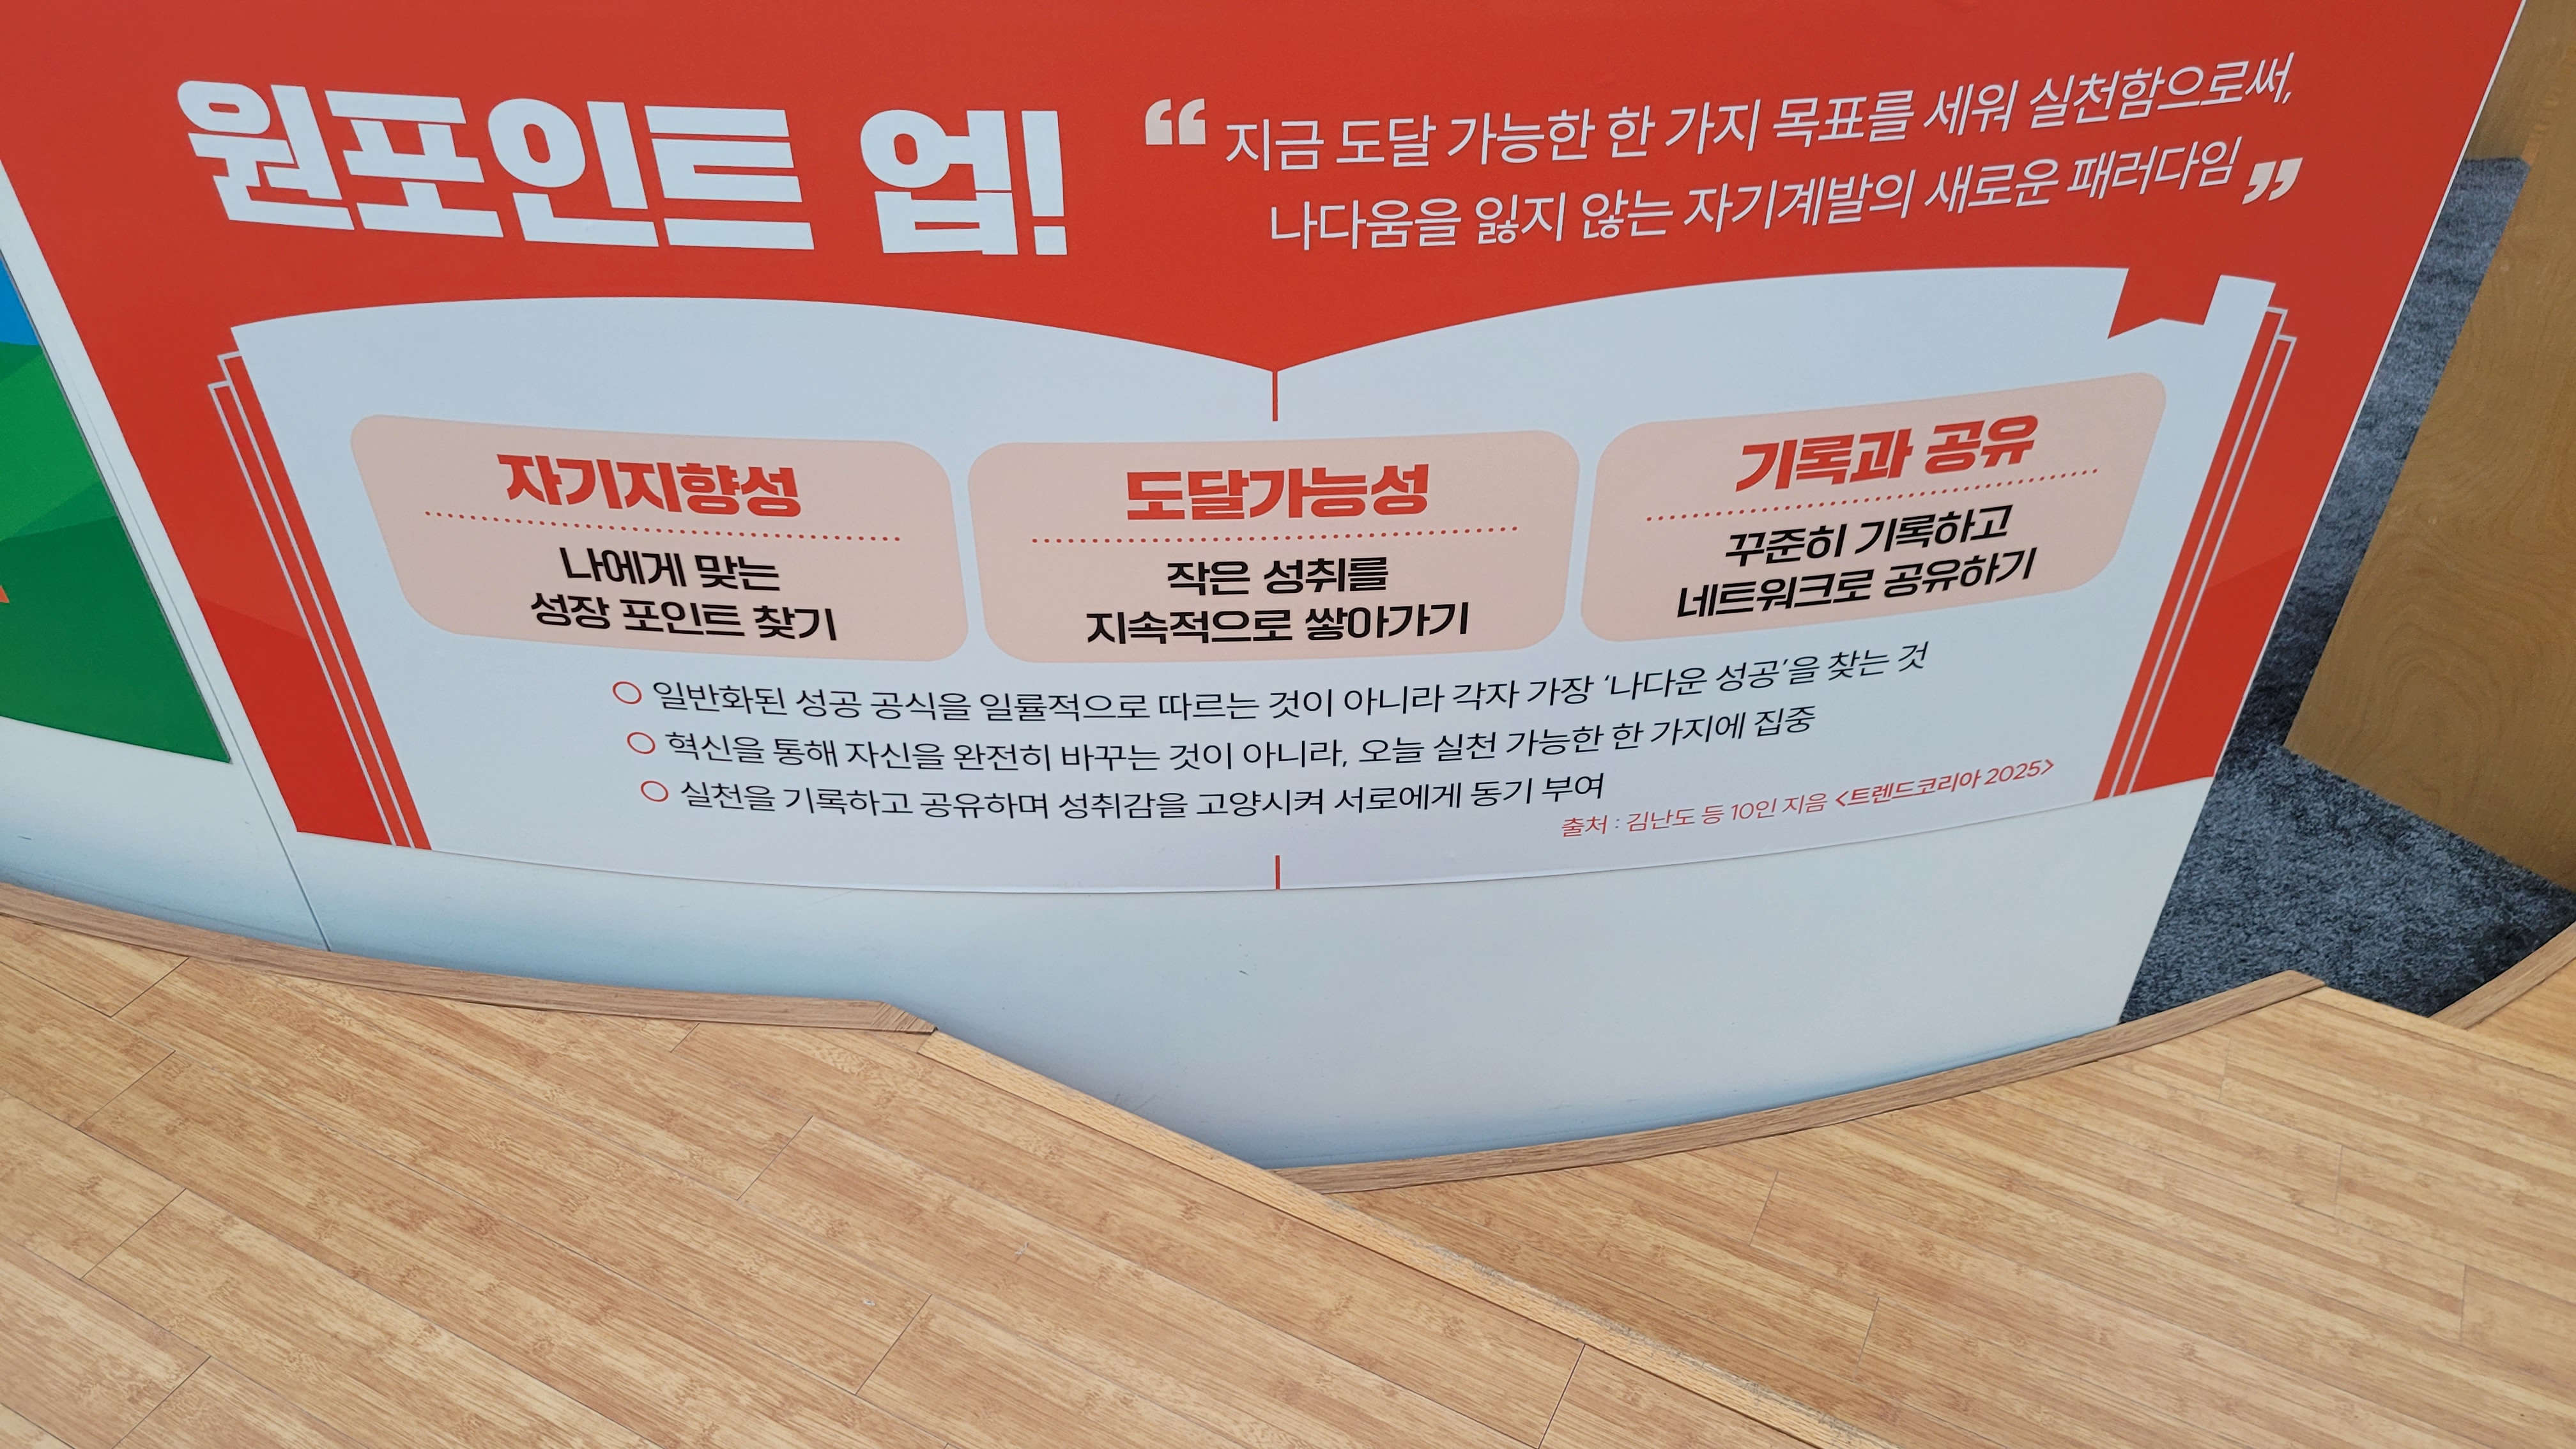 원포인트 업!
“지금 도달 가능한 한 가지 목표를 세워 실천함으로써,
나다움을 잃지 않는 자기계발의 새로운 패러다임”
자기지향성
나에게 맞는
성장 포인트 찾기
도달가능성
작은 성취를
지속적으로 쌓아가기
기록과 공유
꾸준히 기록하고
네트워크로 공유하기
○ 일반화된 성공 공식을 일률적으로 따르는 것이 아니라 각자 가장 ‘나다운 성공’을 찾는 것
○ 혁신을 통해 자신을 완전히 바꾸는 것이 아니라, 오늘 실천 가능한 한 가지에 집중
○ 실천을 기록하고 공유하며 성취감을 고양시켜 서로에게 동기 부여
출처 : 김난도 등 10인 지음 <트렌드코리아 2025>